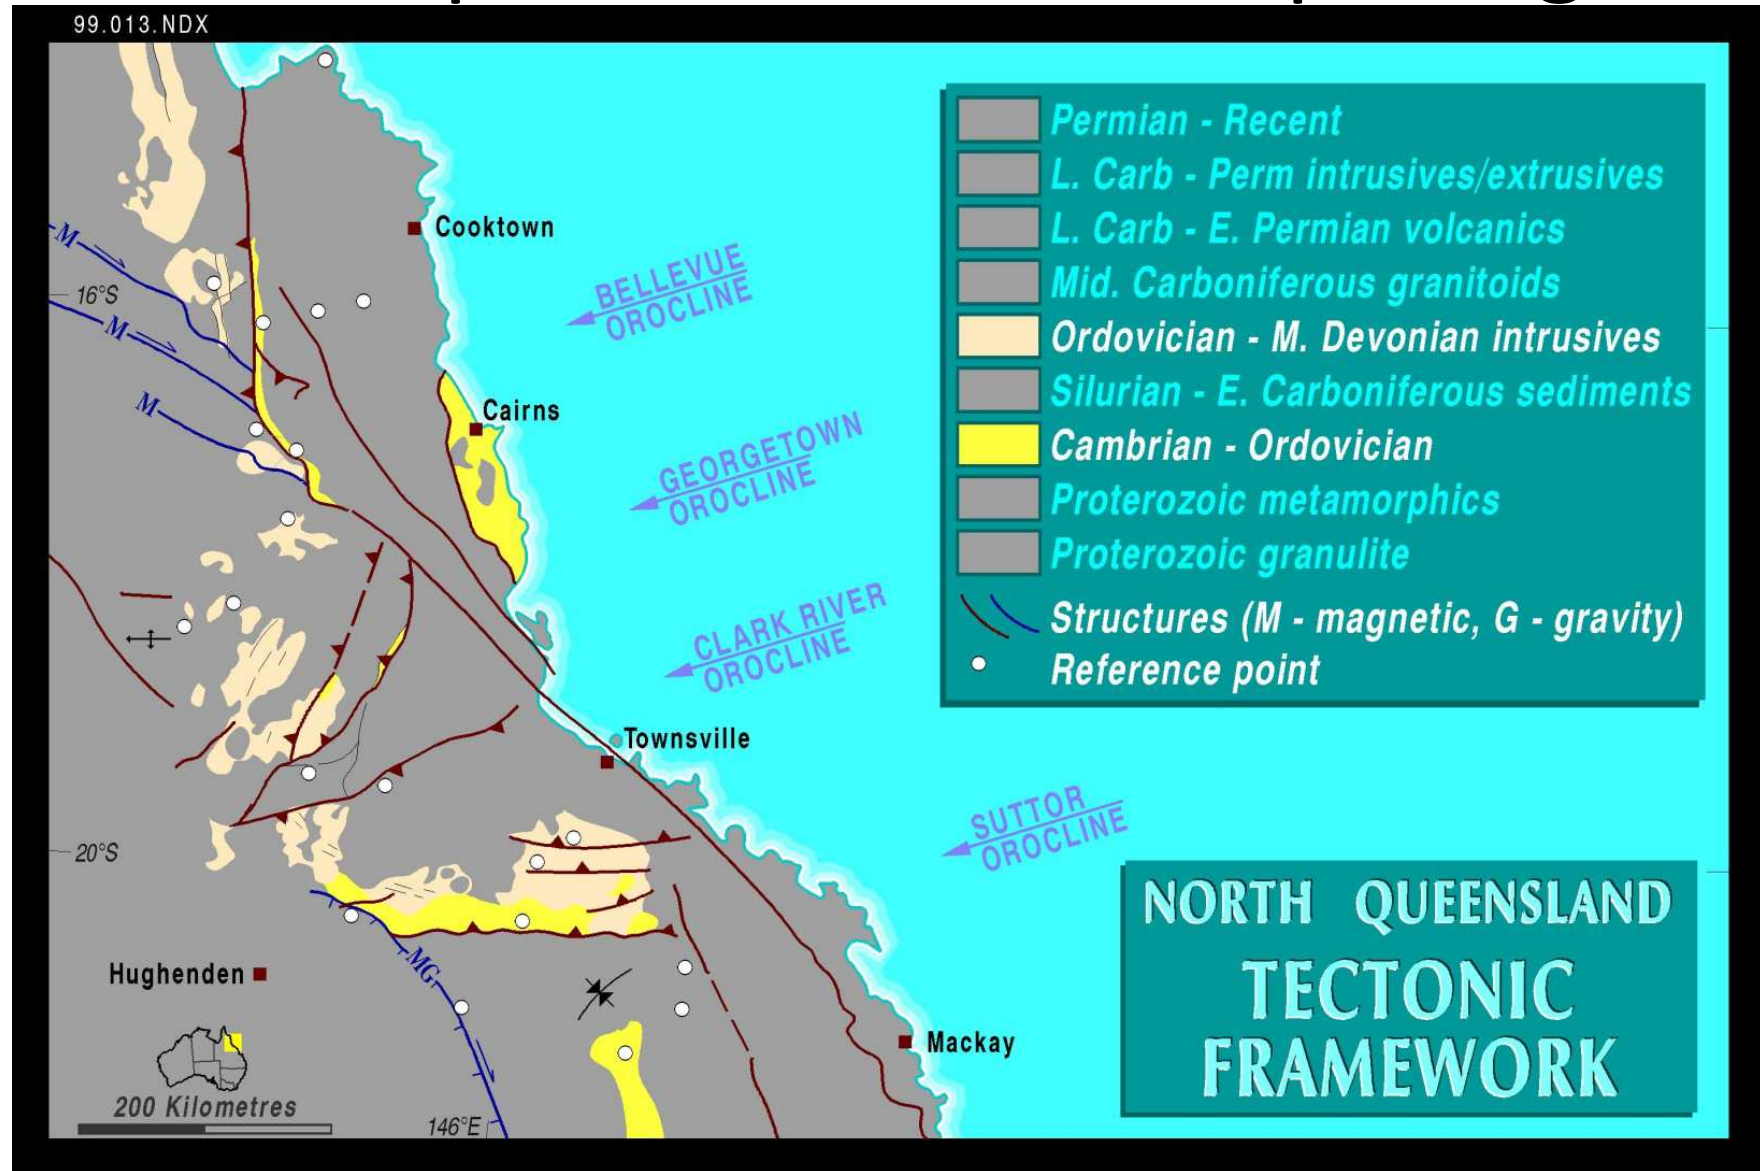 99.013.NDX
Permian - Recent
L. Carb - Perm intrusives/extrusives
L. Carb - E. Permian volcanics
Mid. Carboniferous granitoids
Ordovician - M. Devonian intrusives
Silurian - E. Carboniferous sediments
Cambrian - Ordovician
Proterozoic metamorphics
Proterozoic granulite
Structures (M - magnetic, G - gravity)
Reference point
Cooktown
M
16°S
M
BELLEVUE
OROCLINE
M
Cairns
GEORGETOWN
OROCLINE
CLARK RIVER
OROCLINE
Townsville
SUTTOR
OROCLINE
20°S
MG
Hughenden
Mackay
200 Kilometres
146°E
NORTH QUEENSLAND
TECTONIC
FRAMEWORK